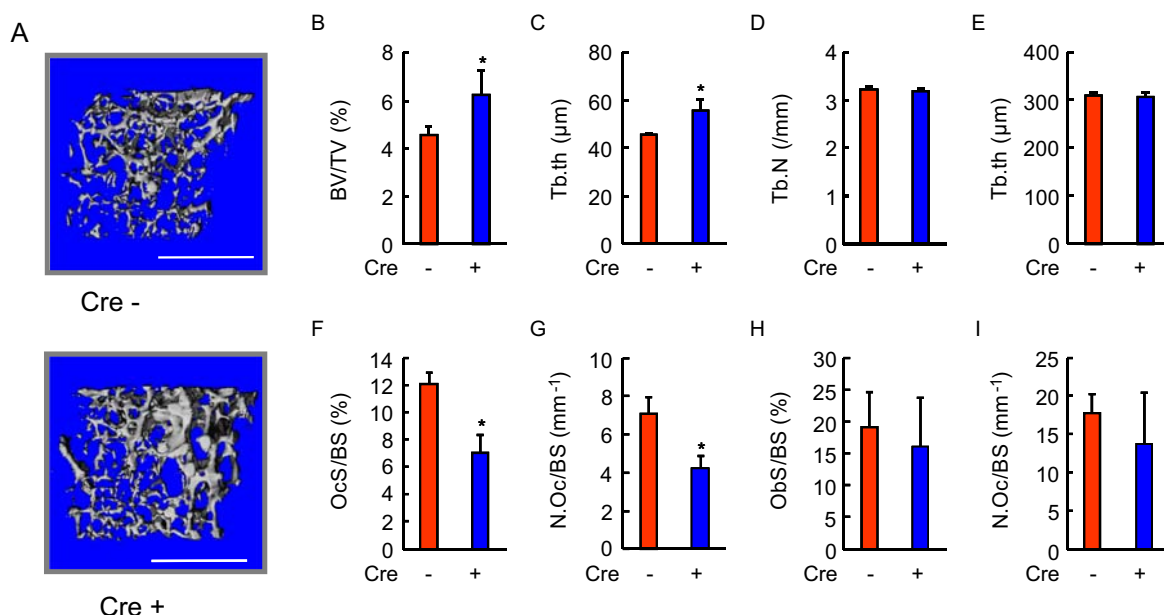 A
Cre -
Cre +
B
BV/TV (%)
8
6
4
2
0
*
Cre - +
C
Tb.th (μm)
80
60
40
20
0
*
Cre - +
D
Tb.N (/mm)
4
3
2
1
0
Cre - +
E
Tb.th (μm)
400
300
200
100
0
Cre - +
F
OcS/BS (%)
14
12
10
8
6
4
2
0
*
Cre - +
G
N.Oc/BS (mm⁻¹)
10
8
6
4
2
0
*
Cre - +
H
ObS/BS (%)
30
25
20
15
10
5
0
Cre - +
I
N.Oc/BS (mm⁻¹)
25
20
15
10
5
0
Cre - +